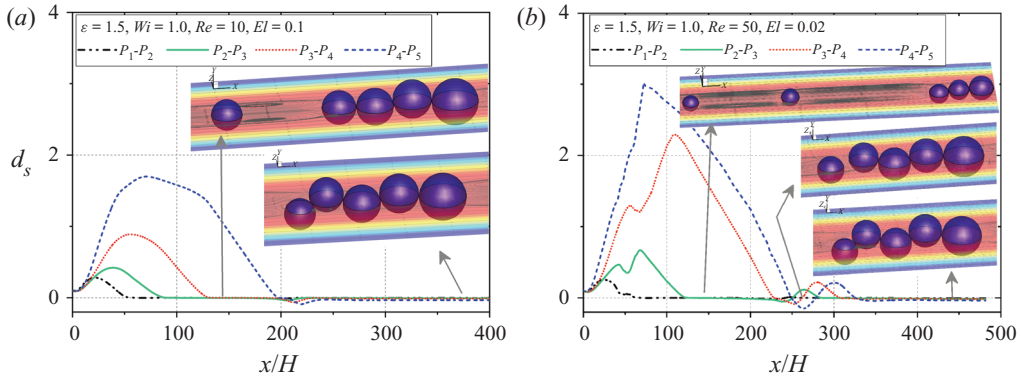 (a)
ε = 1.5, Wi = 1.0, Re = 10, El = 0.1
P₁-P₂ P₂-P₃ P₃-P₄ P₄-P₅
4
2
0
d_s
0 100 200 300 400
x/H
Z Y X
Z Y X
(b)
ε = 1.5, Wi = 1.0, Re = 50, El = 0.02
P₁-P₂ P₂-P₃ P₃-P₄ P₄-P₅
4
2
0
0 100 200 300 400 500
x/H
Z Y X
Z Y X
Z Y X